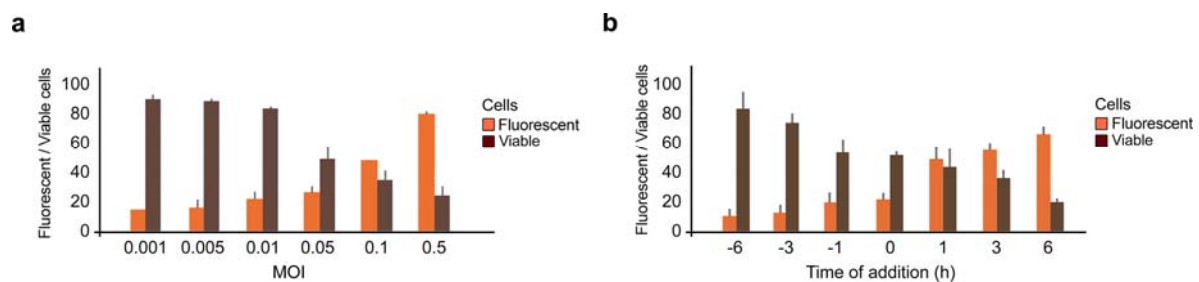 a
Fluorescent / Viable cells
100
80
60
40
20
0
0.001 0.005 0.01 0.05 0.1 0.5
MOI
Cells
Fluorescent
Viable
b
Fluorescent / Viable cells
100
80
60
40
20
0
-6 -3 -1 0 1 3 6
Time of addition (h)
Cells
Fluorescent
Viable